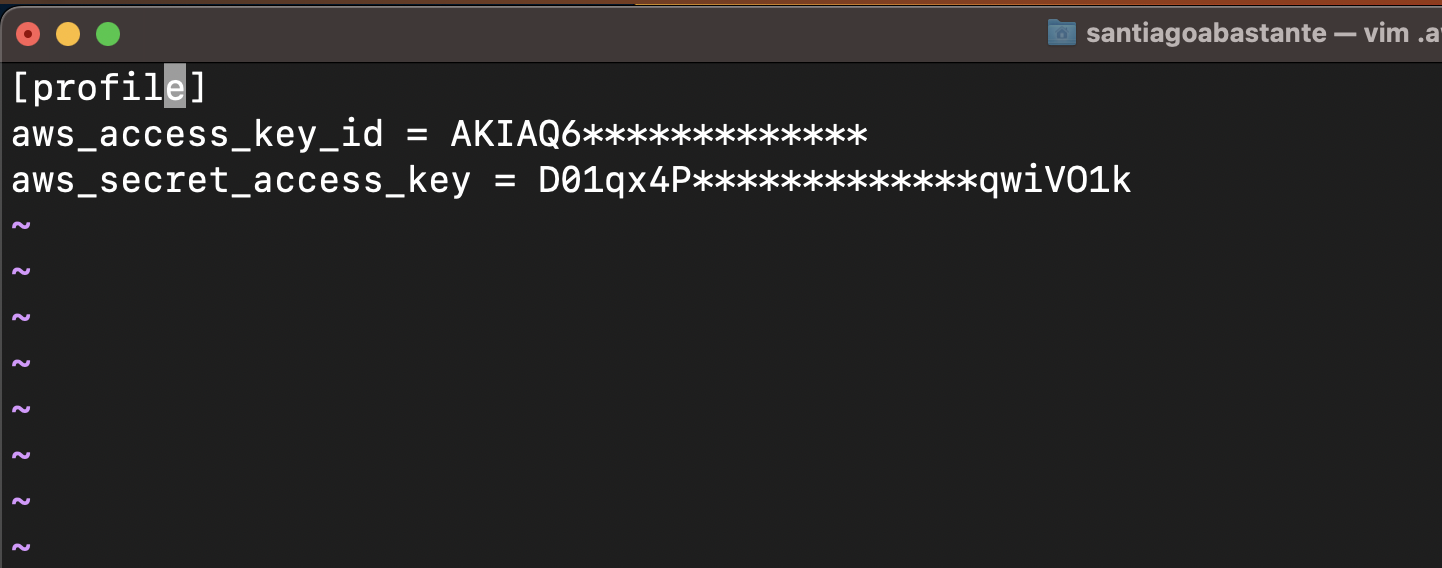 santiagoabastante — vim .a
[profile]
aws_access_key_id = AKIAQ6*************
aws_secret_access_key = D01qx4P*************qwiVO1k
~
~
~
~
~
~
~
~